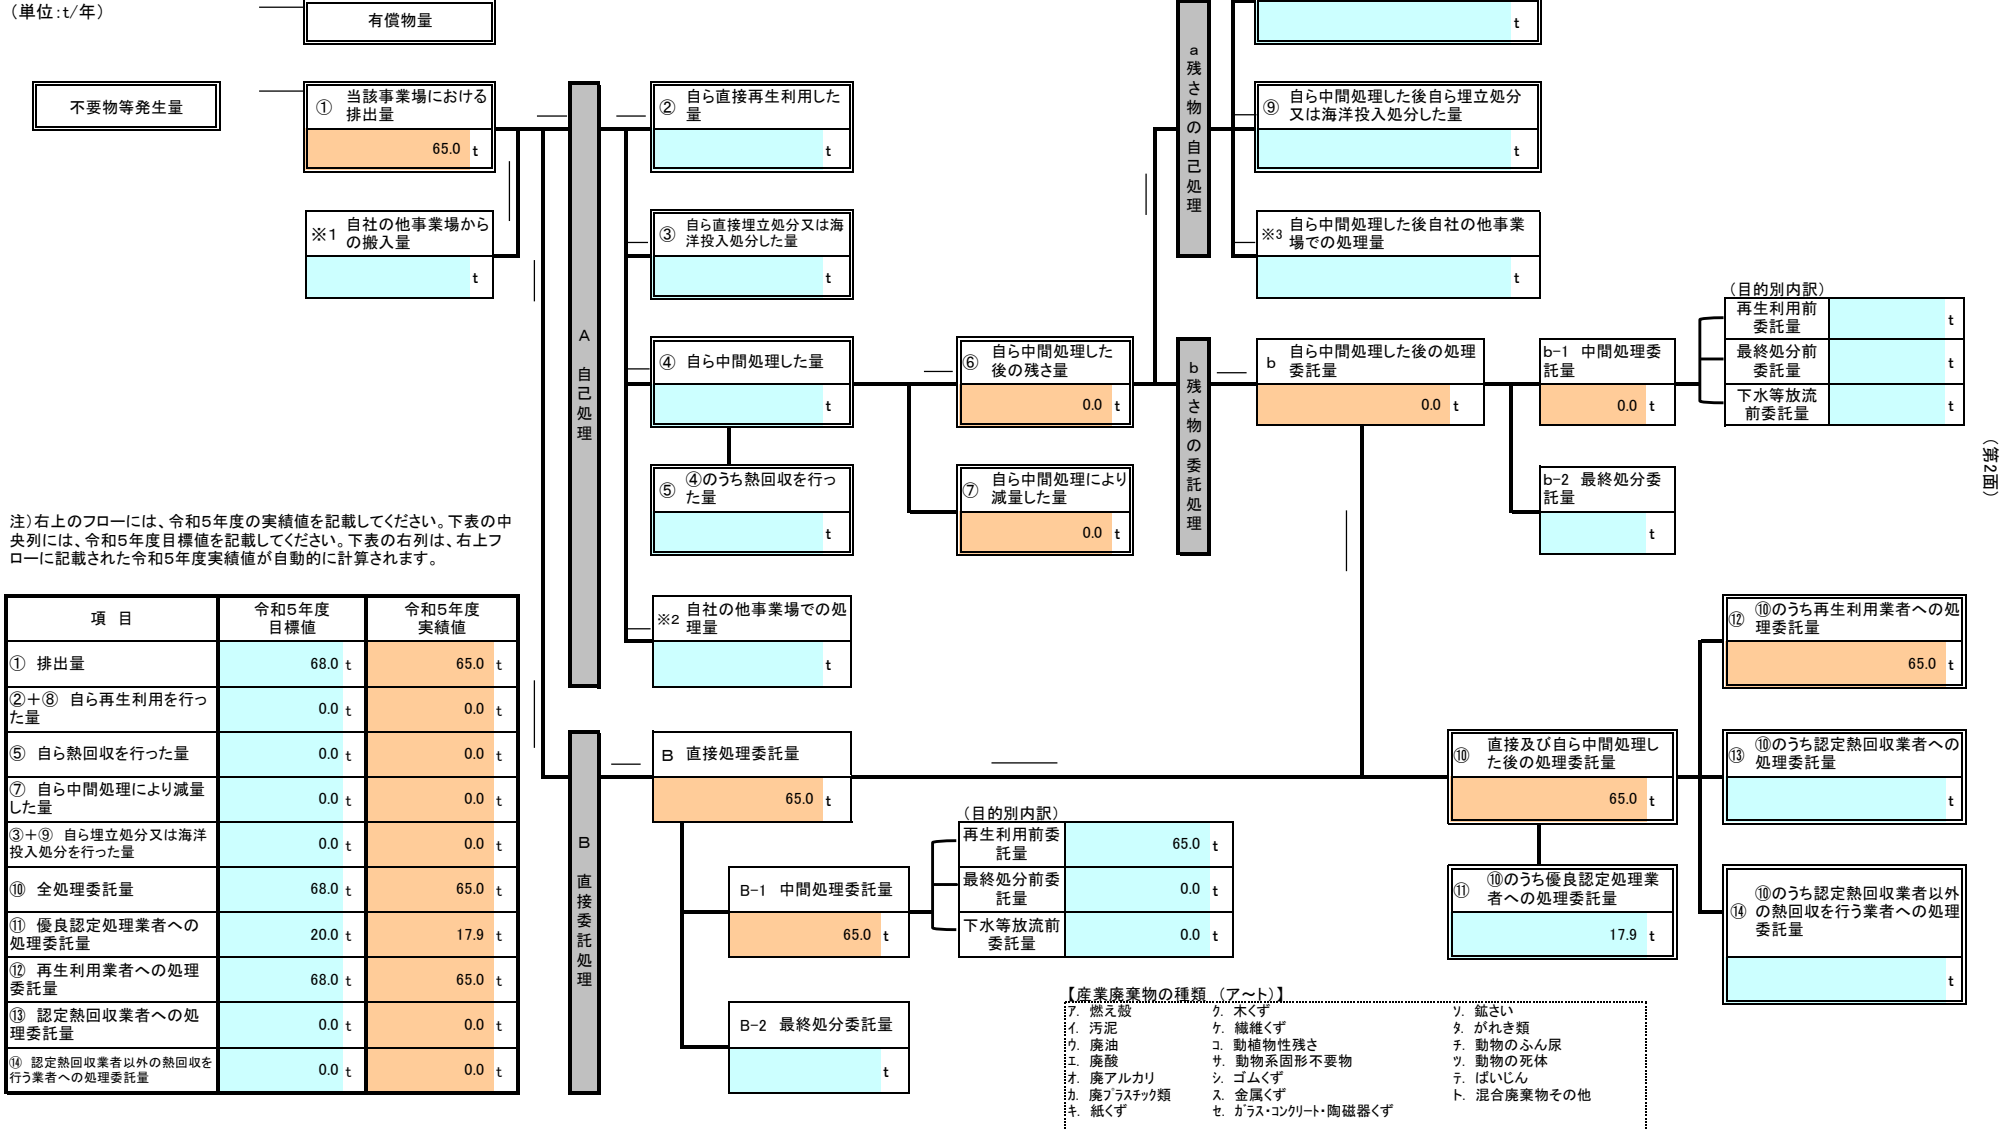 (単位:t/年)
有償物量
t
不要物等発生量
① 当該事業場における
排出量
65.0 t
※1 自社の他事業場から
の搬入量
t
A 自己処理
② 自ら直接再生利用した
量
t
③ 自ら直接埋立処分又は海
洋投入処分した量
t
④ 自ら中間処理した量
t
⑤ ④のうち熱回収を行っ
た量
t
※2 自社の他事業場での処
理量
t
⑥ 自ら中間処理した
後の残さ量
0.0 t
⑦ 自ら中間処理により
減量した量
0.0 t
a残さ物の自己処理
⑨ 自ら中間処理した後自ら埋立処分
又は海洋投入処分した量
t
※3 自ら中間処理した後自社の他事業
場での処理量
t
b残さ物の委託処理
b 自ら中間処理した後の処理
委託量
0.0 t
b-1 中間処理委
託量
0.0 t
b-2 最終処分委
託量
t
(目的別内訳)
再生利用前
委託量
t
最終処分前
委託量
t
下水等放流
前委託量
t
(第2面)
注)右上のフローには、令和5年度の実績値を記載してください。下表の中
央列には、令和5年度目標値を記載してください。下表の右列は、右上フ
ローに記載された令和5年度実績値が自動的に計算されます。
項 目
令和5年度
目標値
令和5年度
実績値
① 排出量 68.0 t 65.0 t
②+⑧ 自ら再生利用を行っ
た量 0.0 t 0.0 t
⑤ 自ら熱回収を行った量 0.0 t 0.0 t
⑦ 自ら中間処理により減量
した量 0.0 t 0.0 t
③+⑨ 自ら埋立処分又は海洋
投入処分を行った量 0.0 t 0.0 t
⑩ 全処理委託量 68.0 t 65.0 t
⑪ 優良認定処理業者への
処理委託量 20.0 t 17.9 t
⑫ 再生利用業者への処理
委託量 68.0 t 65.0 t
⑬ 認定熱回収業者への処
理委託量 0.0 t 0.0 t
⑭ 認定熱回収業者以外の熱回収を
行う業者への処理委託量 0.0 t 0.0 t
B 直接委託処理
B 直接処理委託量
65.0 t
B-1 中間処理委託量
65.0 t
B-2 最終処分委託量
t
(目的別内訳)
再生利用前委
託量
65.0 t
最終処分前委
託量
0.0 t
下水等放流前
委託量
0.0 t
⑩ 直接及び自ら中間処理し
た後の処理委託量
65.0 t
⑪ ⑩のうち優良認定処理業
者への処理委託量
17.9 t
⑫ ⑩のうち再生利用業者への処
理委託量
65.0 t
⑬ ⑩のうち認定熱回収業者への
処理委託量
t
⑭ ⑩のうち認定熱回収業者以外
の熱回収を行う業者への処理
委託量
t
【産業廃棄物の種類 (ア～ト)】
ア. 燃え殻
イ. 汚泥
ウ. 廃油
エ. 廃酸
オ. 廃アルカリ
カ. 廃プラスチック類
キ. 紙くず
ク. 木くず
ケ. 繊維くず
コ. 動植物性残さ
サ. 動物系固形不要物
シ. ゴムくず
ス. 金属くず
セ. ガラス・コンクリート・陶磁器くず
ソ. 鉱さい
タ. がれき類
チ. 動物のふん尿
ツ. 動物の死体
テ. ばいじん
ト. 混合廃棄物その他